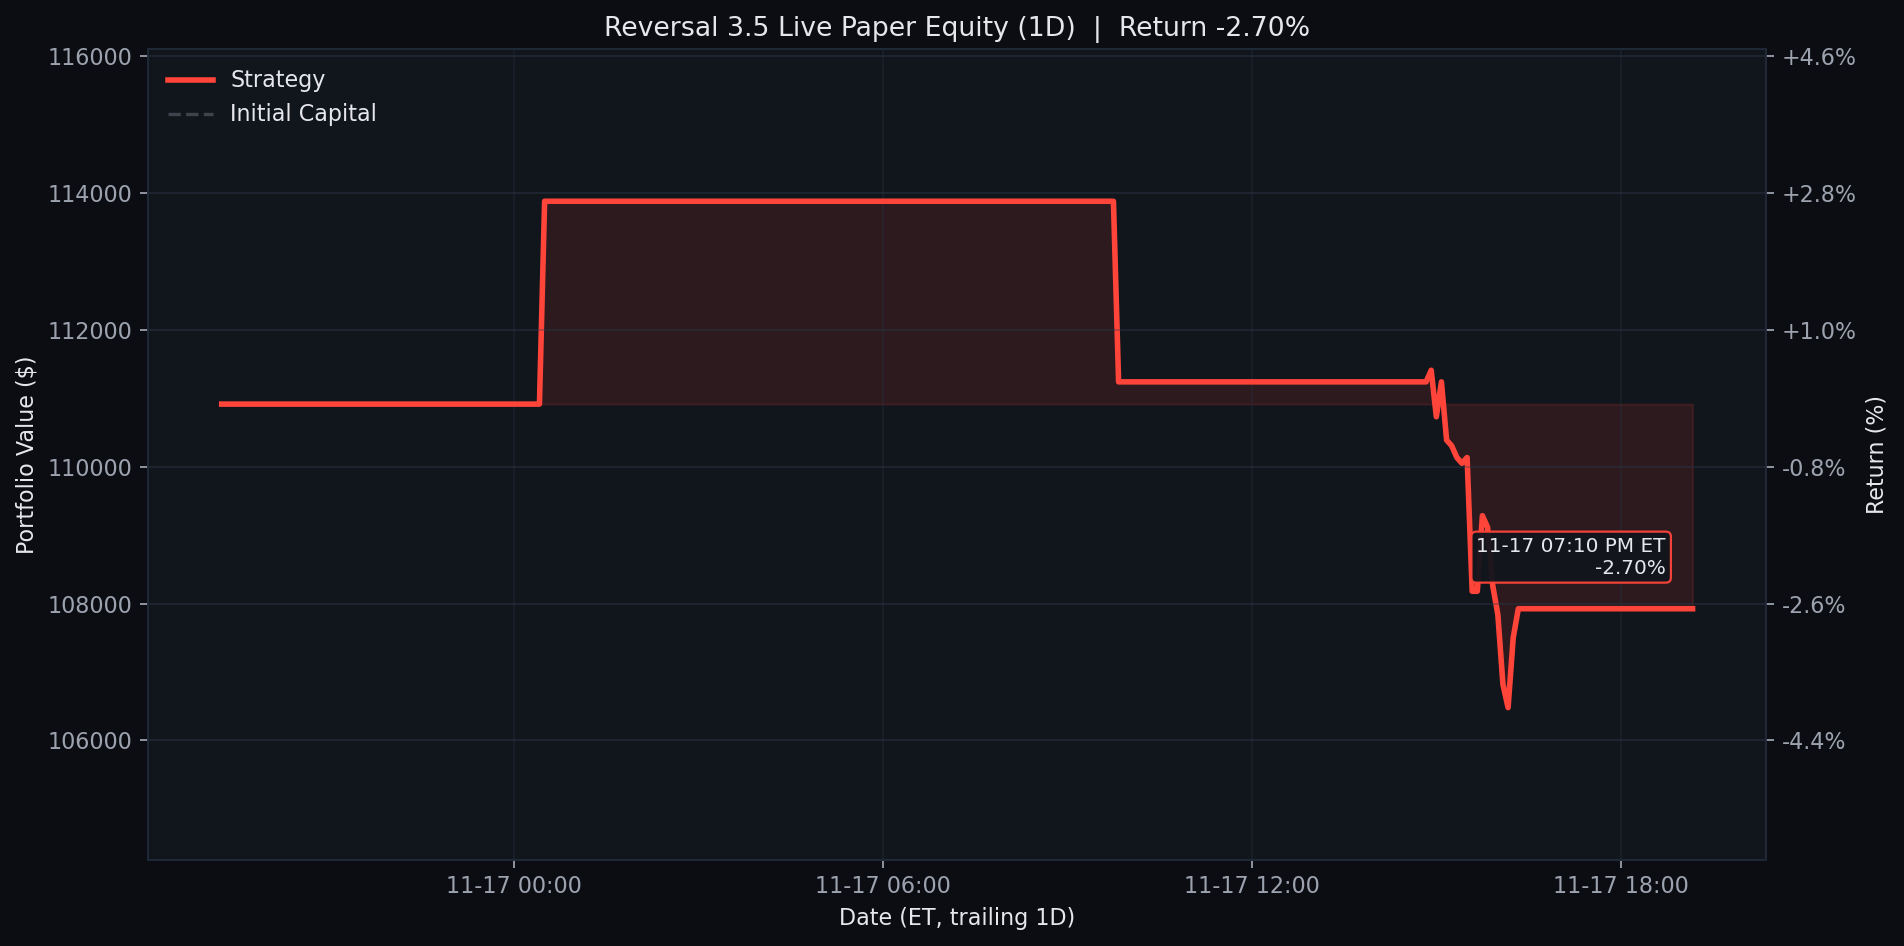 Reversal 3.5 Live Paper Equity (1D)  |  Return -2.70%
Strategy
Initial Capital
116000
114000
112000
110000
108000
106000
Portfolio Value ($)
+4.6%
+2.8%
+1.0%
-0.8%
-2.6%
-4.4%
Return (%)
11-17 07:10 PM ET
-2.70%
11-17 00:00
11-17 06:00
11-17 12:00
11-17 18:00
Date (ET, trailing 1D)